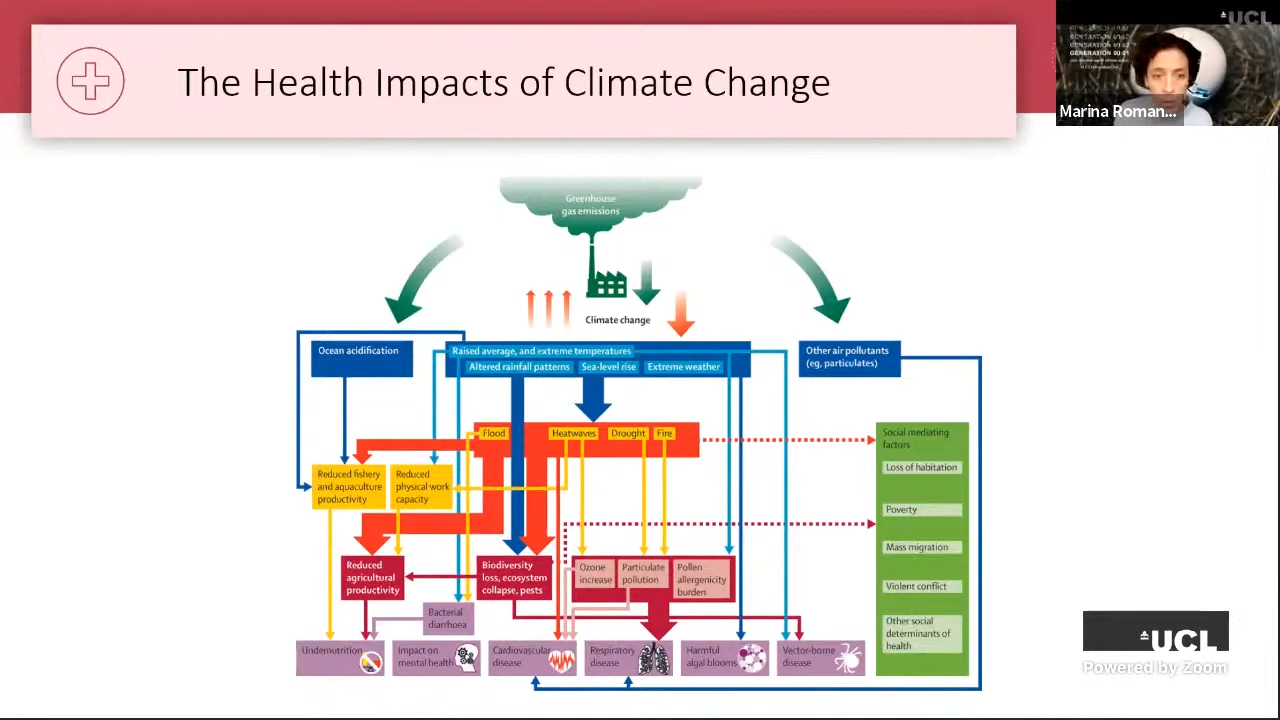 The Health Impacts of Climate Change
UCL
GENERATION 00:01
Marina Roman...
Greenhouse
gas emissions
Climate change
Ocean acidification
Raised average, and extreme temperatures
Altered rainfall patterns
Sea-level rise
Extreme weather
Other air pollutants
(eg, particulates)
Flood
Heatwaves
Drought
Fire
Social mediating
factors
Loss of habitation
Poverty
Mass migration
Violent conflict
Other social
determinants of
health
Reduced fishery
and aquaculture
productivity
Reduced
physical work
capacity
Reduced
agricultural
productivity
Biodiversity
loss, ecosystem
collapse, pests
Ozone
increase
Particulate
pollution
Pollen
allergenicity
burden
Bacterial
diarrhoea
Undernutrition
Impact on
mental health
Cardiovascular
disease
Respiratory
disease
Harmful
algal blooms
Vector-borne
disease
UCL
Powered by Zoom